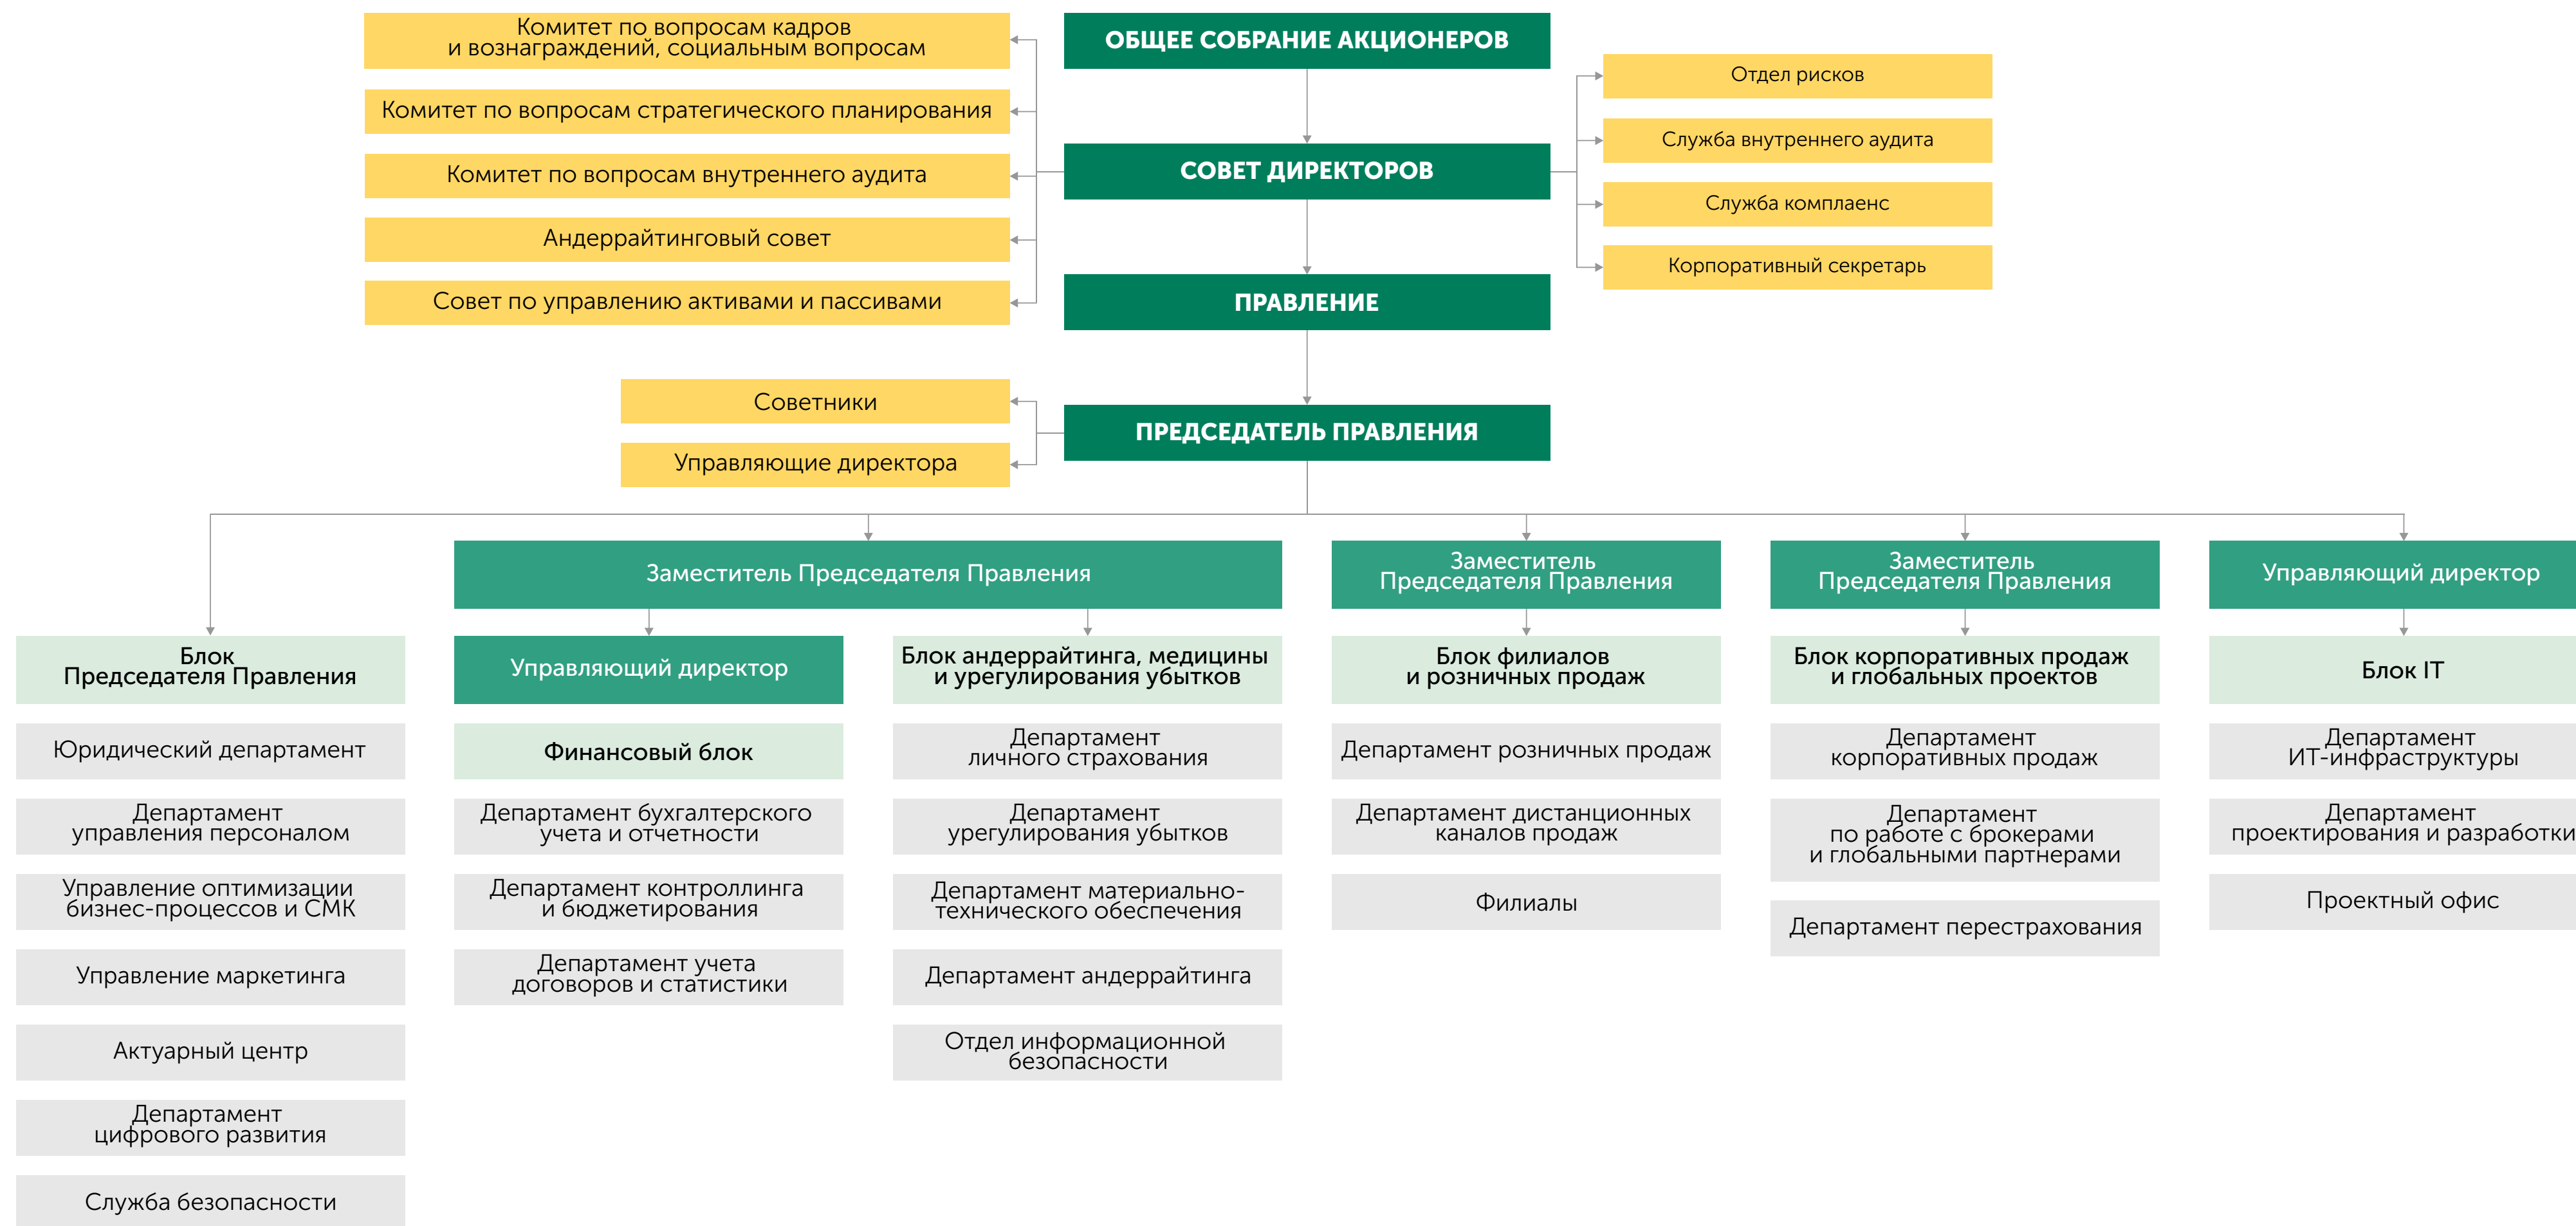 Комитет по вопросам кадров
и вознаграждений, социальным вопросам
Комитет по вопросам стратегического планирования
Комитет по вопросам внутреннего аудита
Андеррайтинговый совет
Совет по управлению активами и пассивами
ОБЩЕЕ СОБРАНИЕ АКЦИОНЕРОВ
СОВЕТ ДИРЕКТОРОВ
ПРАВЛЕНИЕ
ПРЕДСЕДАТЕЛЬ ПРАВЛЕНИЯ
Отдел рисков
Служба внутреннего аудита
Служба комплаенс
Корпоративный секретарь
Советники
Управляющие директора
Заместитель Председателя Правления
Заместитель
Председателя Правления
Заместитель
Председателя Правления
Управляющий директор
Блок
Председателя Правления
Юридический департамент
Департамент
управления персоналом
Управление оптимизации
бизнес-процессов и СМК
Управление маркетинга
Актуарный центр
Департамент
цифрового развития
Служба безопасности
Управляющий директор
Финансовый блок
Департамент бухгалтерского
учета и отчетности
Департамент контроллинга
и бюджетирования
Департамент учета
договоров и статистики
Блок андеррайтинга, медицины
и урегулирования убытков
Департамент
личного страхования
Департамент
урегулирования убытков
Департамент материально-
технического обеспечения
Департамент андеррайтинга
Отдел информационной
безопасности
Блок филиалов
и розничных продаж
Департамент розничных продаж
Департамент дистанционных
каналов продаж
Филиалы
Блок корпоративных продаж
и глобальных проектов
Департамент
корпоративных продаж
Департамент
по работе с брокерами
и глобальными партнерами
Департамент перестрахования
Блок IT
Департамент
ИТ-инфраструктуры
Департамент
проектирования и разработки
Проектный офис